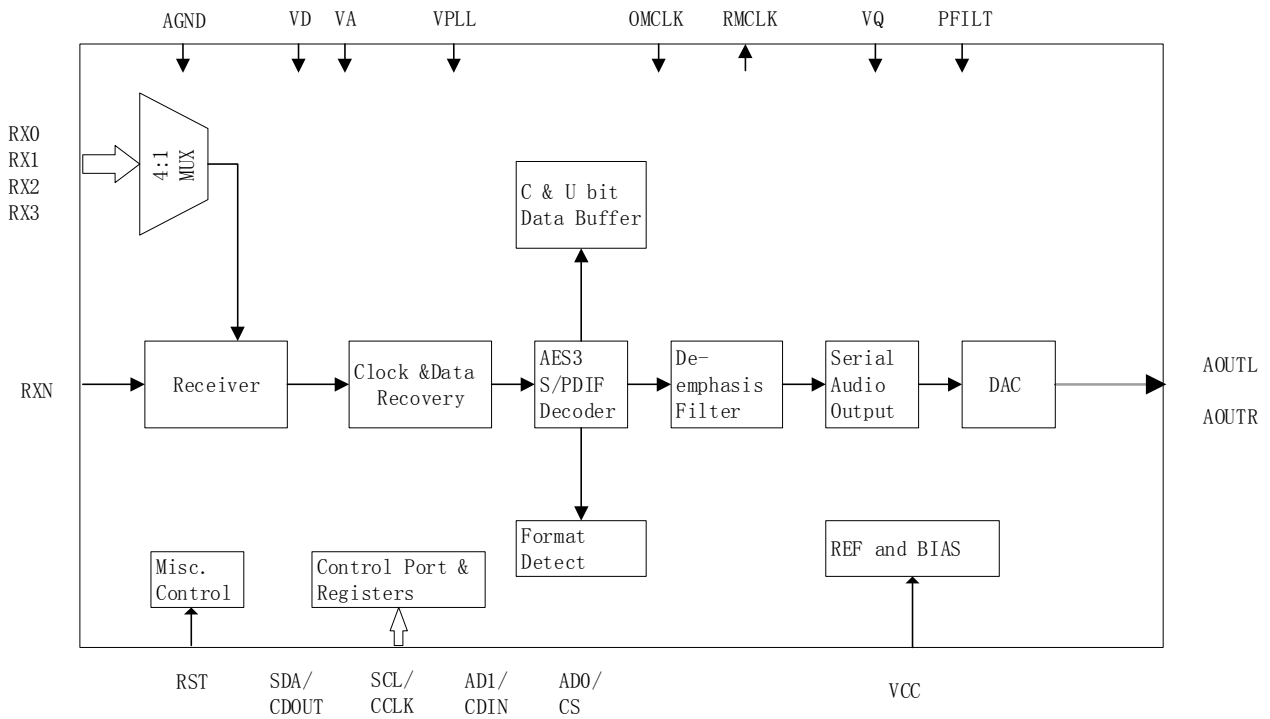 AGND VD VA VPLL OMCLK RMCLK VQ PFILT
RX0
RX1
RX2
RX3
4:1
MUX
C & U bit
Data Buffer
RXN
Receiver
Clock &Data
Recovery
AES3
S/PDIF
Decoder
De-
emphasis
Filter
Serial
Audio
Output
DAC
AOUTL
AOUTR
Misc.
Control
Control Port &
Registers
Format
Detect
REF and BIAS
RST
SDA/
CDOUT
SCL/
CCLK
AD1/
CDIN
AD0/
CS
VCC